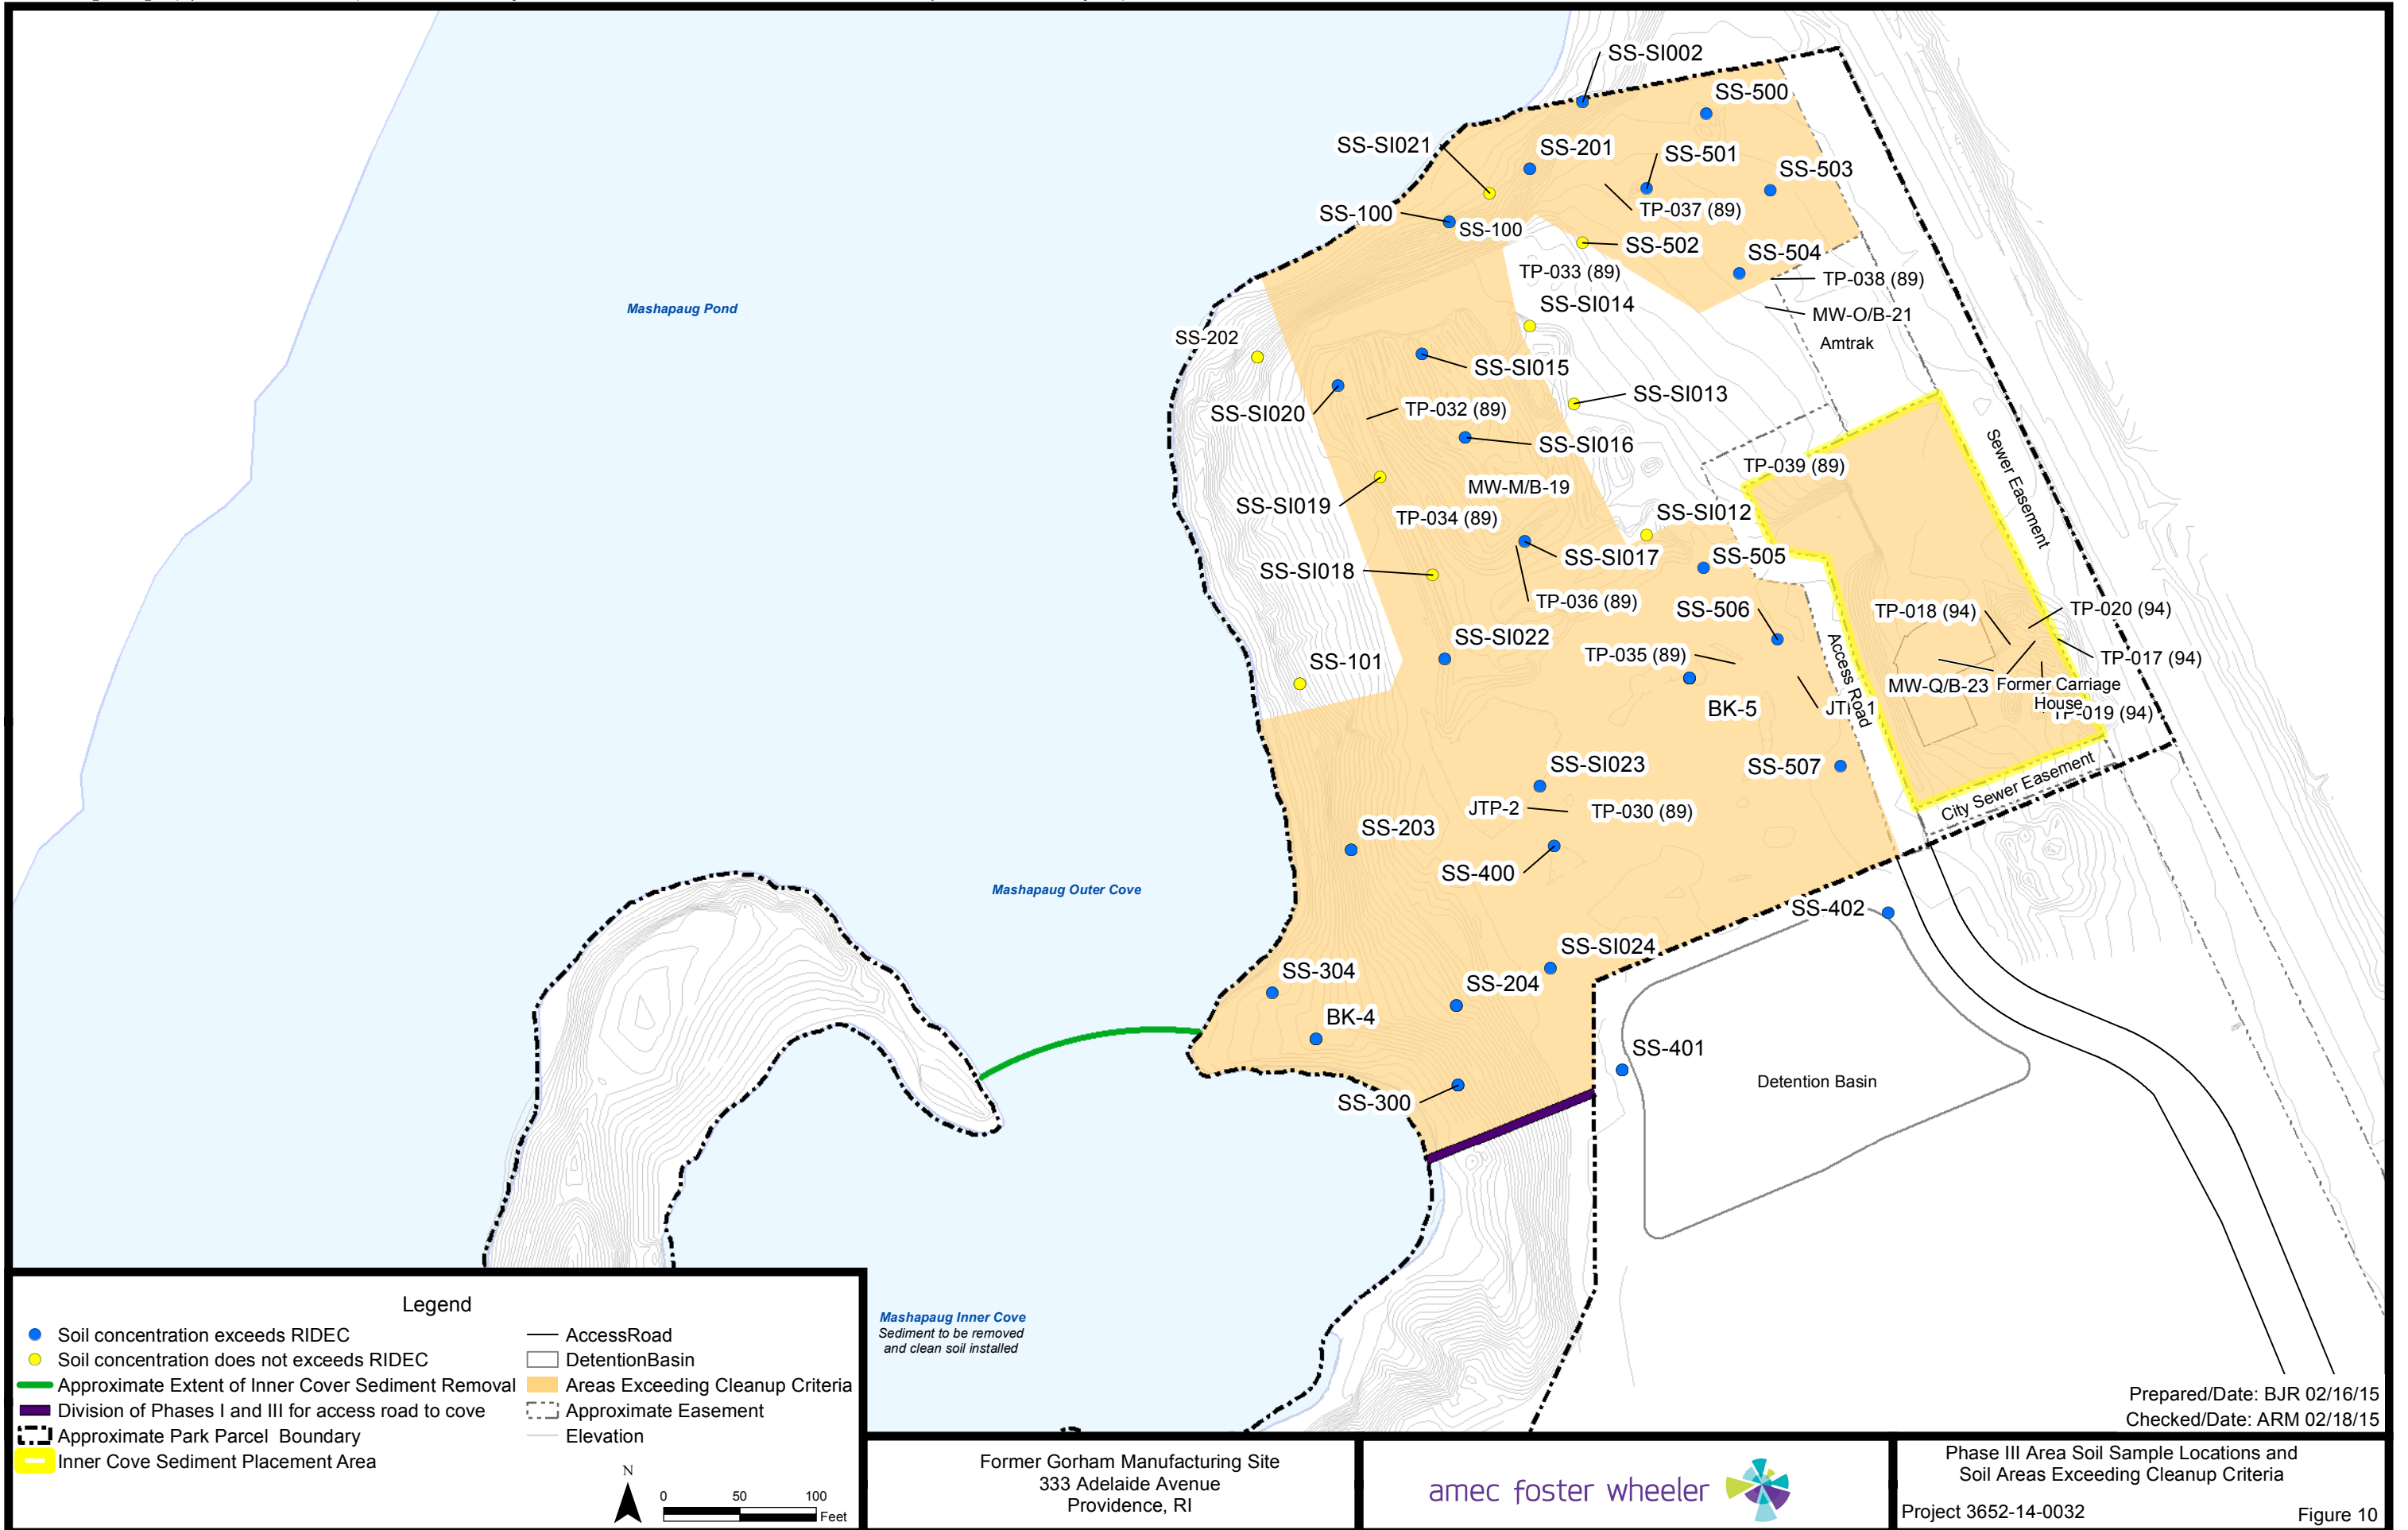 SS-SI002
SS-500
SS-SI021
SS-201
SS-501
SS-503
SS-100
TP-037 (89)
SS-100
SS-502
SS-504
TP-033 (89)
TP-038 (89)
SS-SI014
MW-O/B-21
Mashapaug Pond
SS-202
Amtrak
SS-SI015
SS-SI013
SS-SI020
TP-032 (89)
SS-SI016
Sewer Easement
TP-039 (89)
MW-M/B-19
SS-SI019
TP-034 (89)
SS-SI012
SS-SI017
SS-505
SS-SI018
TP-036 (89)
SS-506
TP-018 (94)
TP-020 (94)
SS-SI022
TP-035 (89)
SS-101
Access Road
TP-017 (94)
MW-Q/B-23
Former Carriage
House
BK-5
TP-019 (94)
SS-SI023
SS-507
City Sewer Easement
JTP-2
TP-030 (89)
SS-203
SS-400
Mashapaug Outer Cove
SS-402
SS-SI024
SS-304
SS-204
BK-4
SS-401
Detention Basin
SS-300
Mashapaug Inner Cove
Sediment to be removed
and clean soil installed
Legend
Soil concentration exceeds RIDEC
Soil concentration does not exceeds RIDEC
Approximate Extent of Inner Cover Sediment Removal
Division of Phases I and III for access road to cove
Approximate Park Parcel Boundary
Inner Cove Sediment Placement Area
AccessRoad
DetentionBasin
Areas Exceeding Cleanup Criteria
Approximate Easement
Elevation
N
0 50 100
Feet
Former Gorham Manufacturing Site
333 Adelaide Avenue
Providence, RI
amec foster wheeler
Prepared/Date: BJR 02/16/15
Checked/Date: ARM 02/18/15
Phase III Area Soil Sample Locations and
Soil Areas Exceeding Cleanup Criteria
Project 3652-14-0032
Figure 10